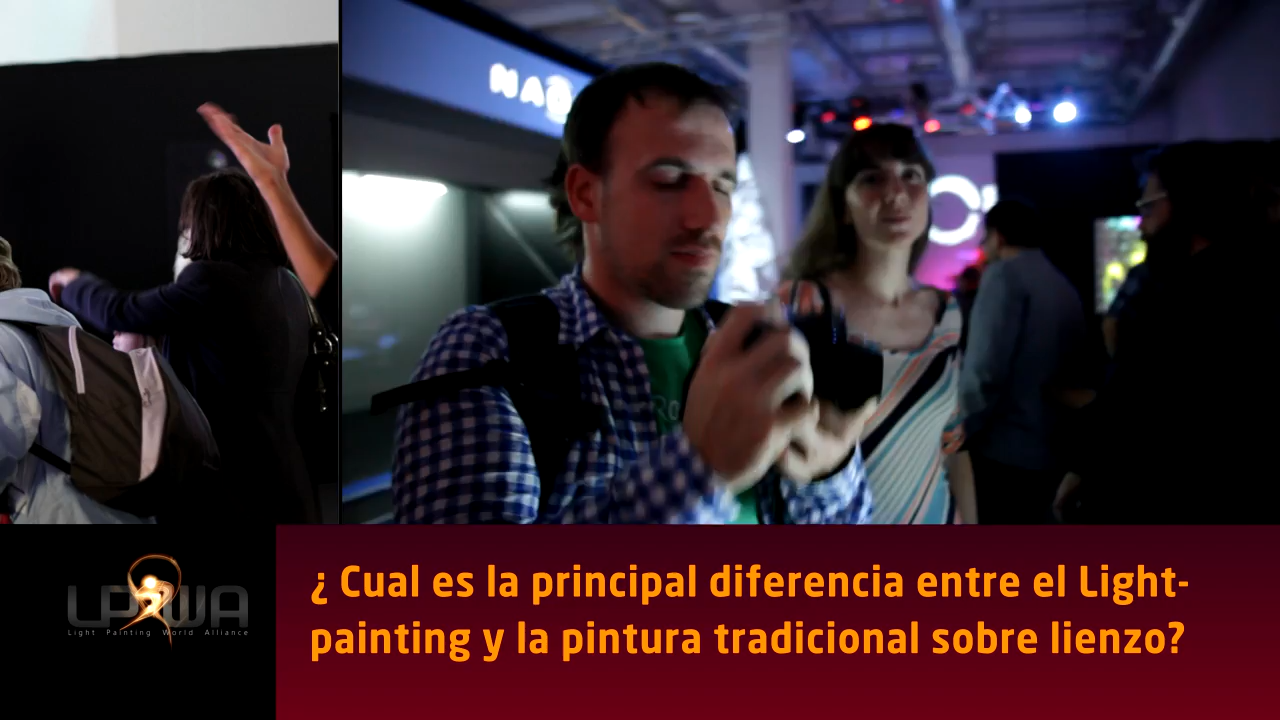 NAO
¿ Cual es la principal diferencia entre el Light-
painting y la pintura tradicional sobre lienzo?
LPWA
Light Painting World Alliance